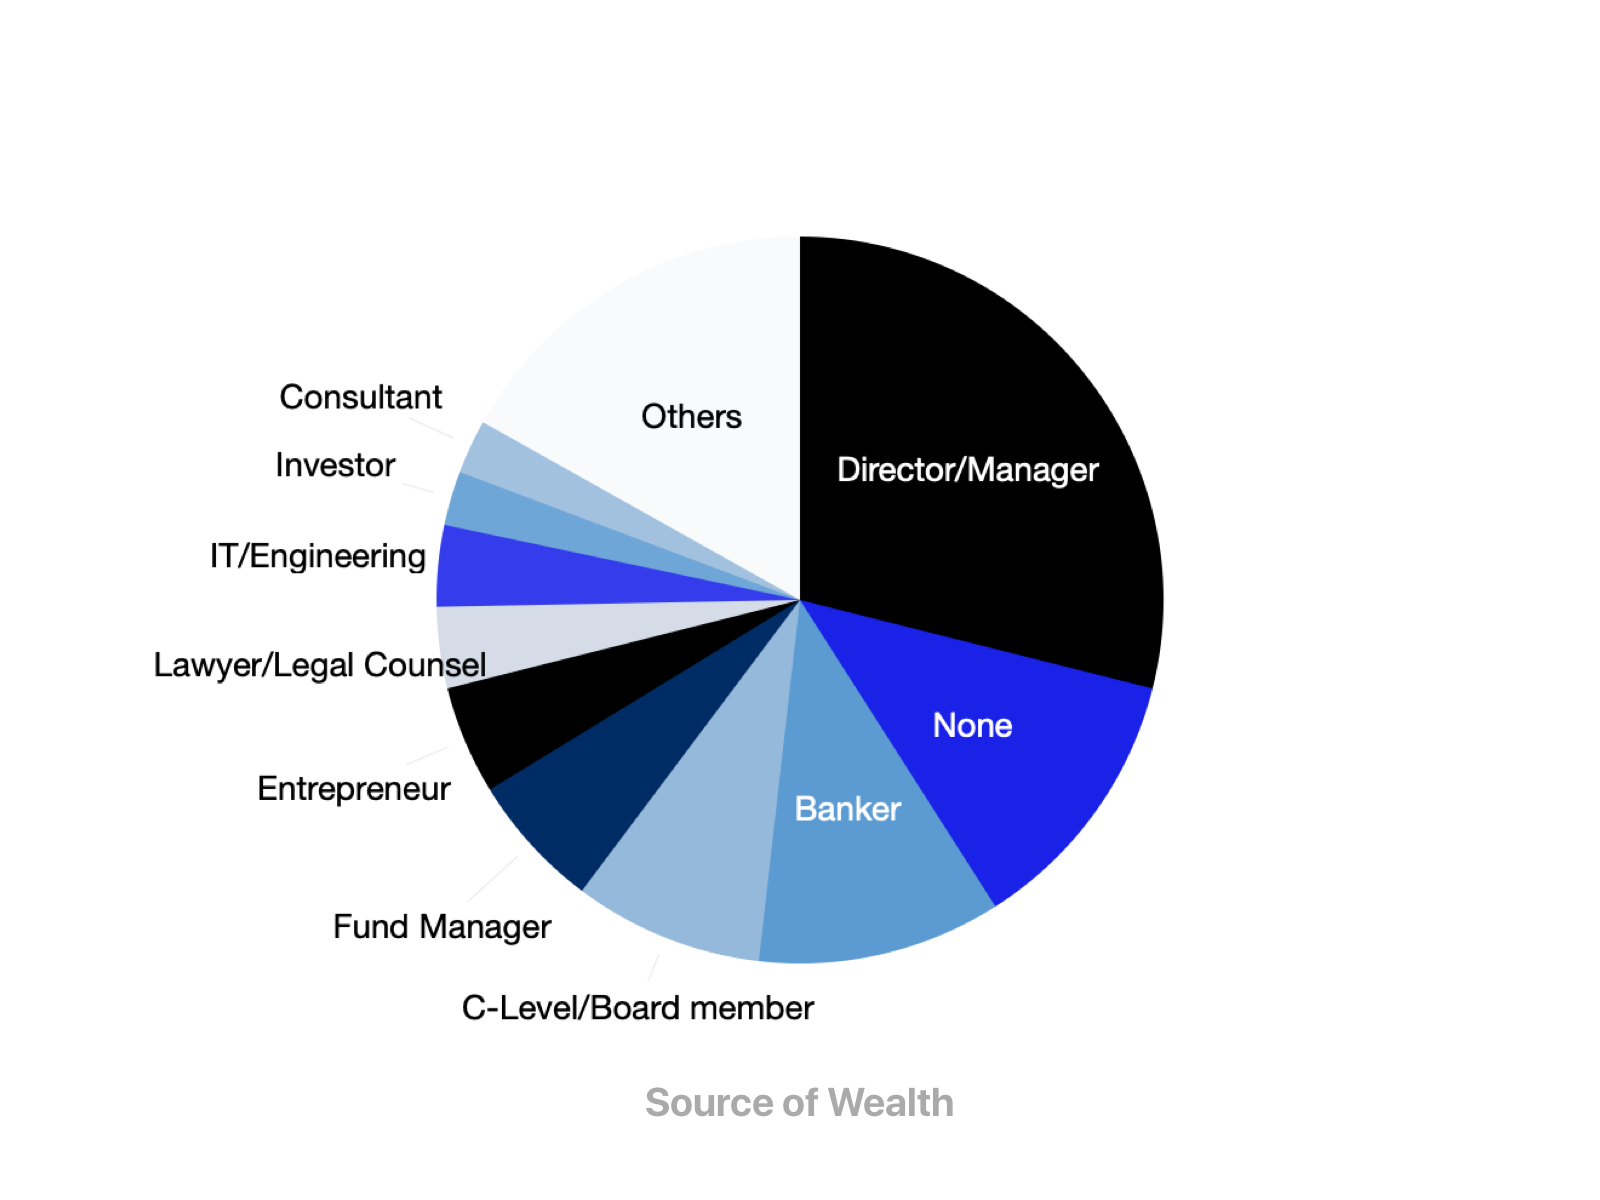 Consultant
Others
Investor
Director/Manager
IT/Engineering
Lawyer/Legal Counsel
None
Entrepreneur
Banker
Fund Manager
C-Level/Board member
Source of Wealth